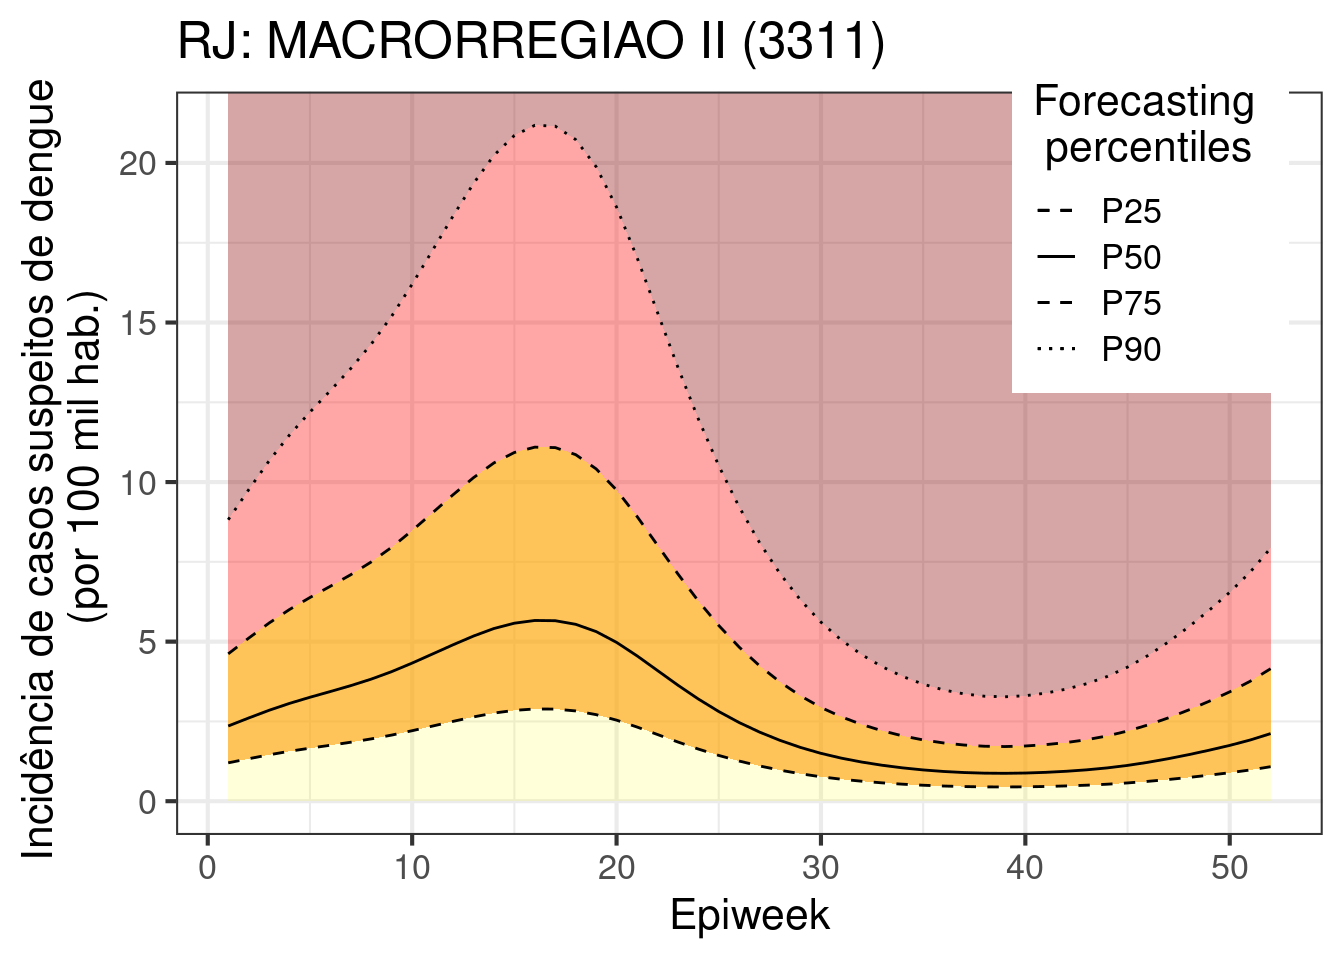 RJ: MACRORREGIAO II (3311)
Incidência de casos suspeitos de dengue
(por 100 mil hab.)
20
15
10
5
0
Forecasting
percentiles
P25
P50
P75
P90
0 10 20 30 40 50
Epiweek